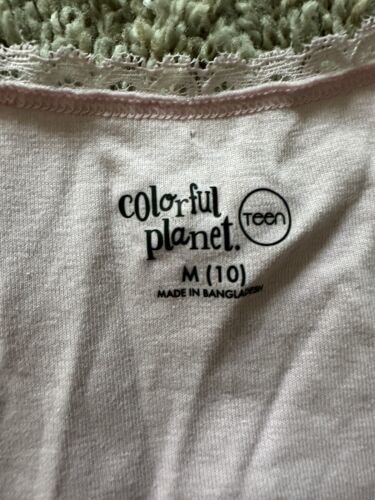 colorful
planet.
Teen
M (10)
MADE IN BANGLADESH